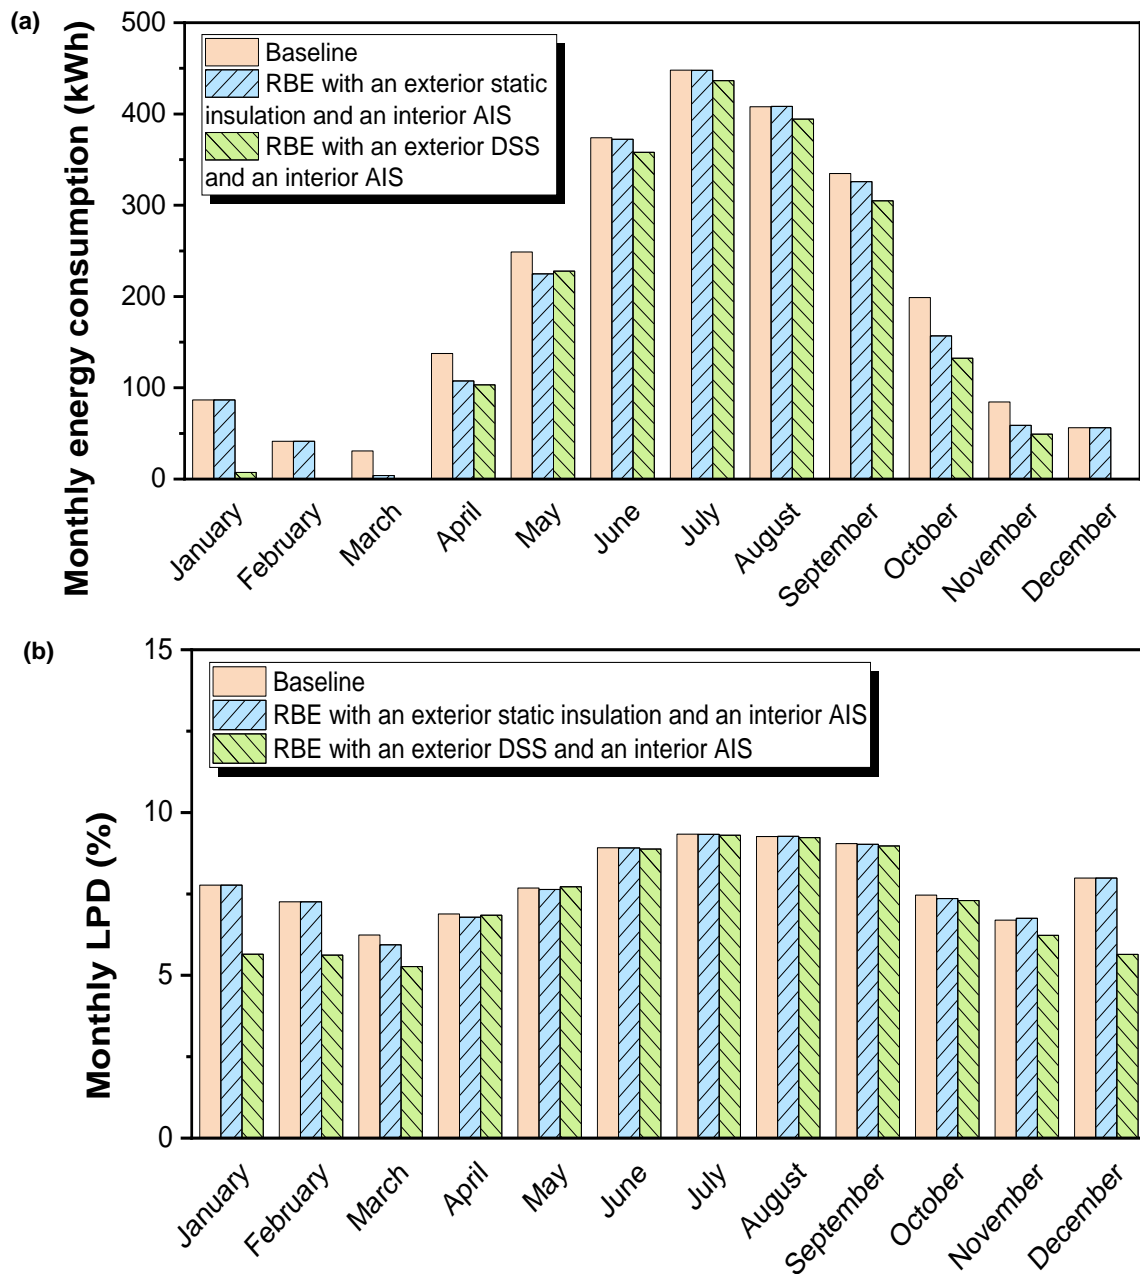 (a)
Monthly energy consumption (kWh)
500
400
300
200
100
0
Baseline
RBE with an exterior static
insulation and an interior AIS
RBE with an exterior DSS
and an interior AIS
January
February
March
April
May
June
July
August
September
October
November
December
(b)
Monthly LPD (%)
15
10
5
0
Baseline
RBE with an exterior static insulation and an interior AIS
RBE with an exterior DSS and an interior AIS
January
February
March
April
May
June
July
August
September
October
November
December